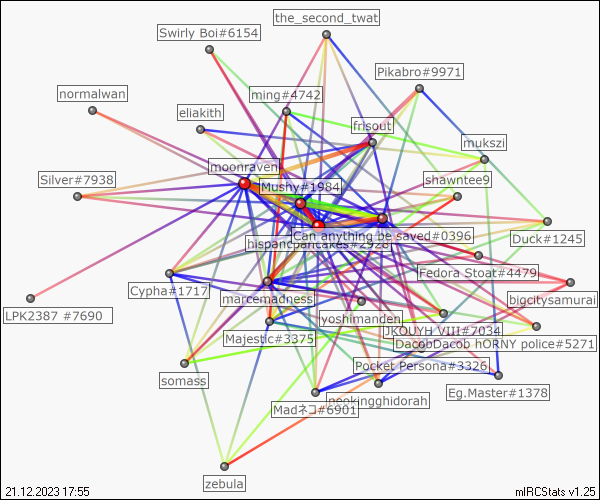 the_second_twat
Swirly Boi#6154
Pikabro#9971
normalwan
ming#4742
eliakith
frisout
mukszi
moonraven
Silver#7938
Mushy#1984
shawntee9
Can anything be saved#0396
Duck#1245
hispanicpancakes#2928
Fedora Stoat#4479
Cypha#1717
marcemadness
bigcitysamurai
LPK2387 #7690
yoshimanden
JKOUYH VIII#7034
Majestic#3375
DacobDacob hORNY police#5271
Pocket Persona#3326
somass
Eg.Master#1378
neokingghidorah
Madネコ#6901
zebula
21.12.2023 17:55
mIRCStats v1.25